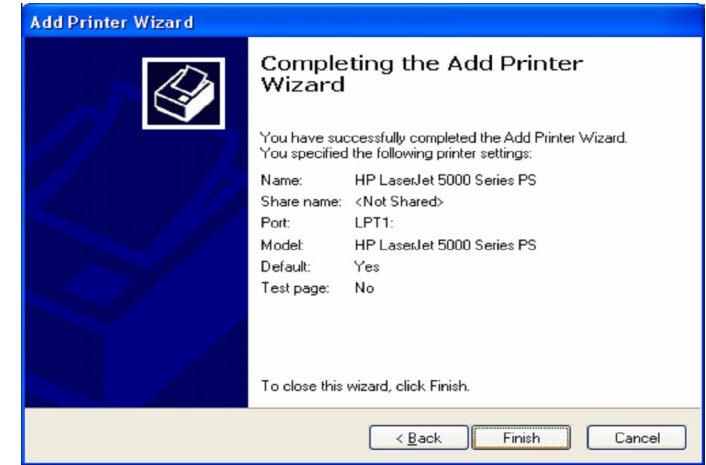 Add Printer Wizard
Completing the Add Printer
Wizard
You have successfully completed the Add Printer Wizard.
You specified the following printer settings:
Name: HP LaserJet 5000 Series PS
Share name: <Not Shared>
Port: LPT1:
Model: HP LaserJet 5000 Series PS
Default: Yes
Test page: No
To close this wizard, click Finish.
< Back Finish Cancel